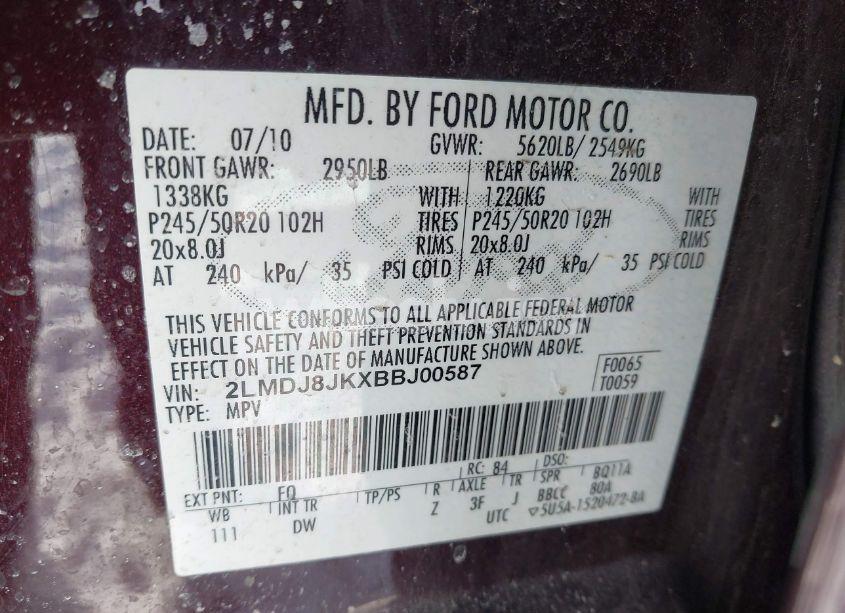 MFD. BY FORD MOTOR CO.
DATE: 07/10 GVWR: 5620LB/ 2549KG
FRONT GAWR: 2950LB REAR GAWR: 2690LB
1338KG WITH 1220KG WITH
P245/50R20 102H TIRES P245/50R20 102H TIRES
20x8.0J RIMS 20x8.0J RIMS
AT 240 kPa/ 35 PSI COLD AT 240 kPa/ 35 PSI COLD
THIS VEHICLE CONFORMS TO ALL APPLICABLE FEDERAL MOTOR
VEHICLE SAFETY AND THEFT PREVENTION STANDARDS IN
EFFECT ON THE DATE OF MANUFACTURE SHOWN ABOVE.
VIN: 2LMDJ8JKXBBJ00587 F0065
TYPE: MPV T0059
RC: 84 DSO:
EXT PNT: FQ BQ11A
WB INT TR TP/PS R AXLE TR SPR 80A
111 DW Z 3F J BBCC
UTC ▽5U5A-1520472-BA